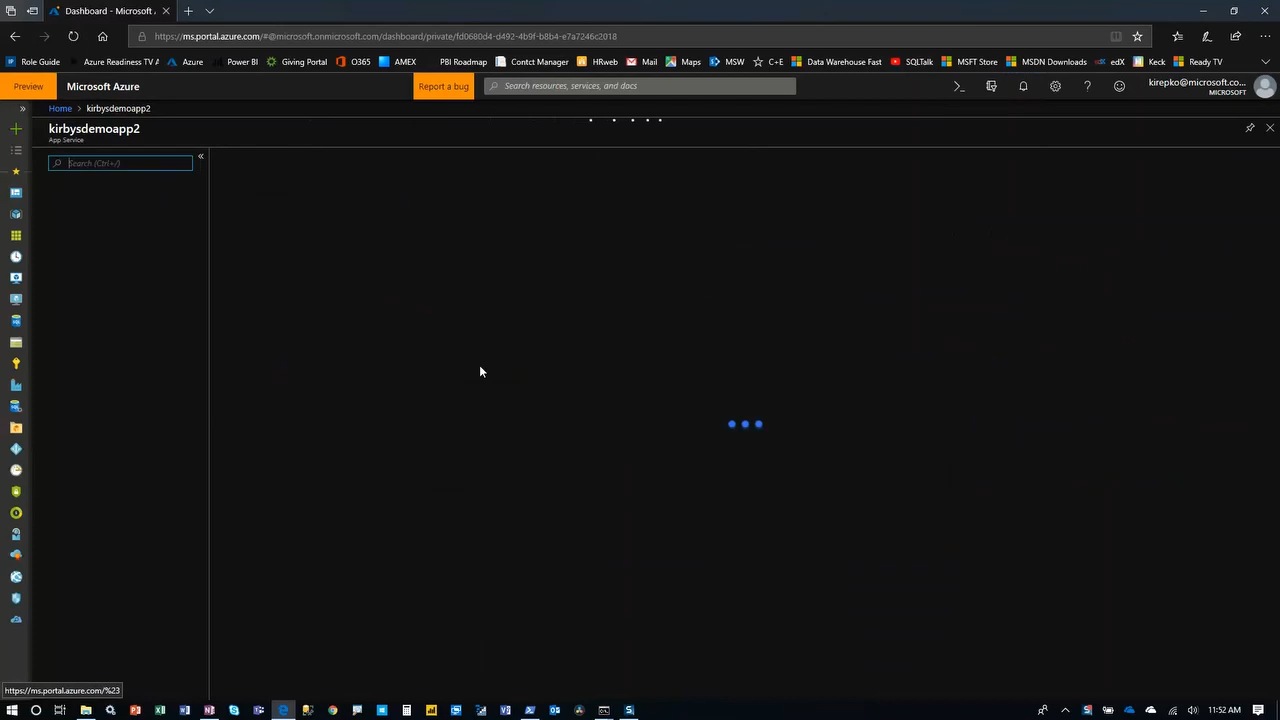 Dashboard - Microsoft
https://ms.portal.azure.com/#@microsoft.onmicrosoft.com/dashboard/private/fd0680d4-d492-4b9f-b8b4-e7a7246c2018
Role Guide Azure Readiness TV A Azure Power BI Giving Portal O365 AMEX PBI Roadmap Contct Manager HRweb Mail Maps MSW C+E Data Warehouse Fast SQLTalk MSFT Store MSDN Downloads edX Keck Ready TV
Preview Microsoft Azure Report a bug Search resources, services, and docs kirepko@microsoft.co...
MICROSOFT
Home > kirbysdemoapp2
kirbysdemoapp2
App Service
Search (Ctrl+/)
https://ms.portal.azure.com/%23
11:52 AM